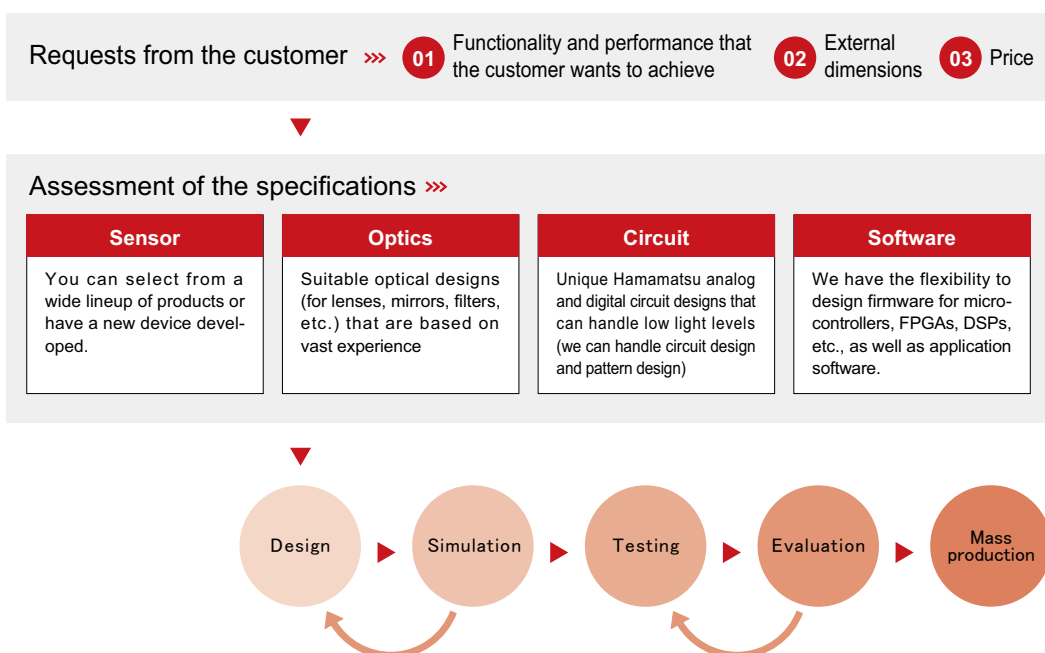 Requests from the customer »›
01
Functionality and performance that
the customer wants to achieve
02
External
dimensions
03
Price
Assessment of the specifications »›
Sensor
You can select from a
wide lineup of products or
have a new device devel-
oped.
Optics
Suitable optical designs
(for lenses, mirrors, filters,
etc.) that are based on
vast experience
Circuit
Unique Hamamatsu analog
and digital circuit designs that
can handle low light levels
(we can handle circuit design
and pattern design)
Software
We have the flexibility to
design firmware for micro-
controllers, FPGAs, DSPs,
etc., as well as application
software.
Design
Simulation
Testing
Evaluation
Mass
production